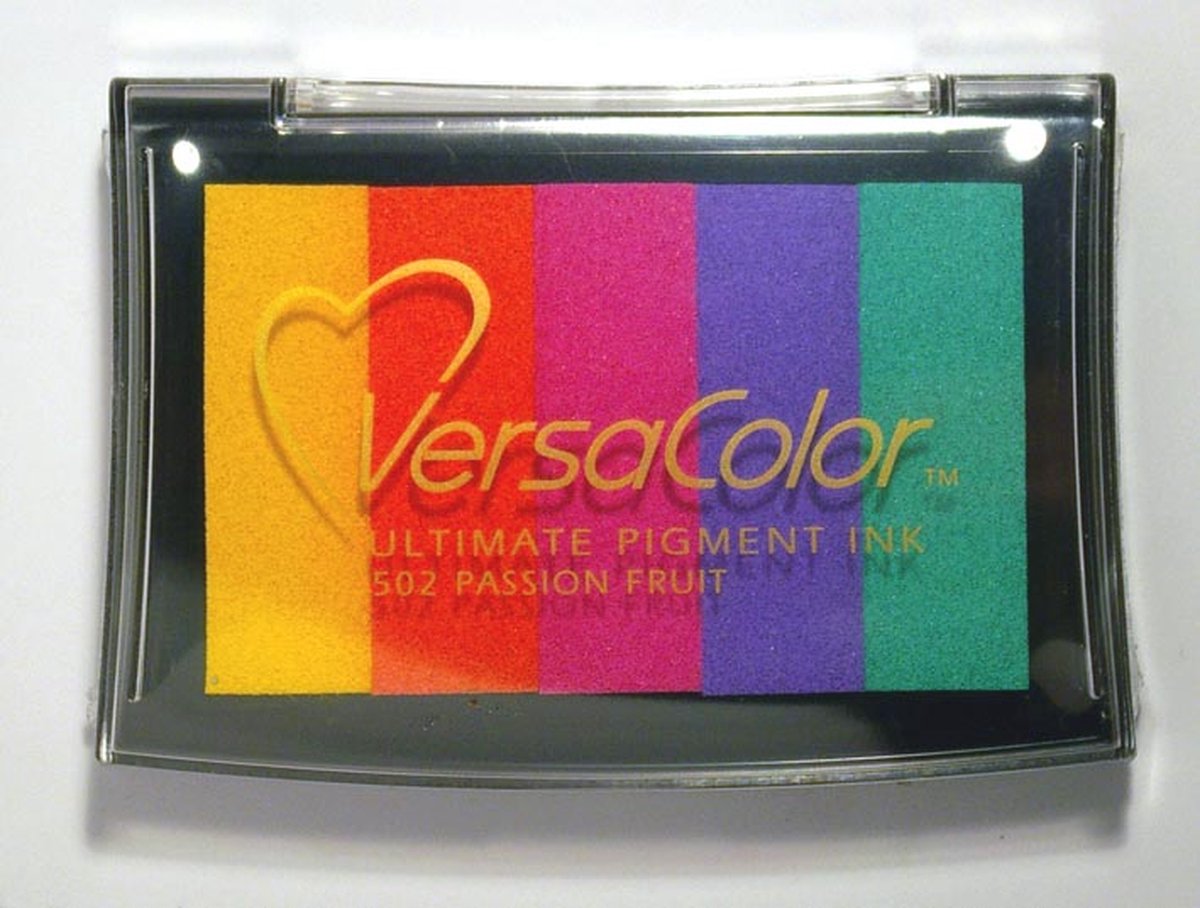 VersaColor™
ULTIMATE PIGMENT INK
502 PASSION FRUIT